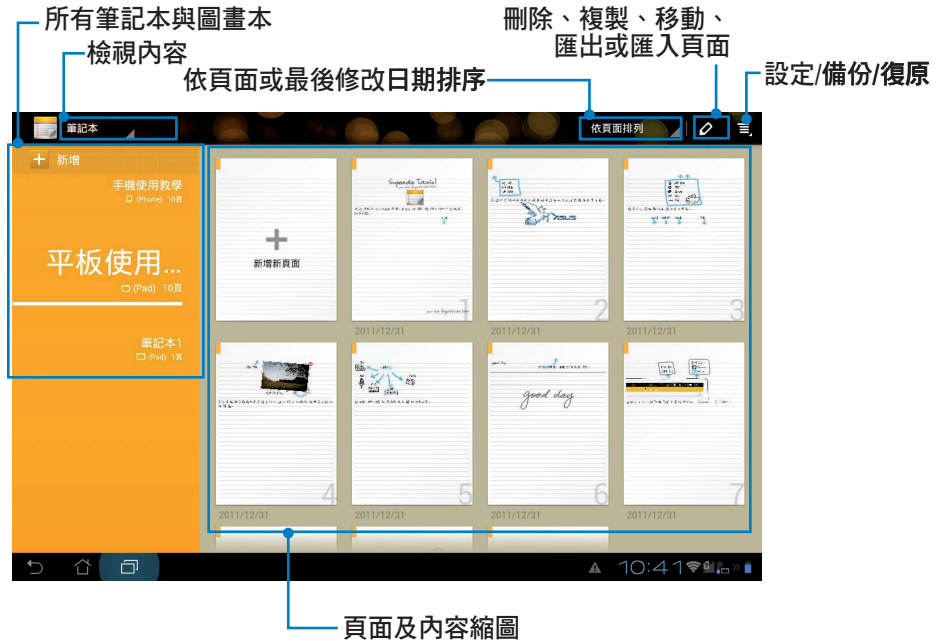 所有筆記本與圖畫本
檢視內容
刪除、複製、移動、
匯出或匯入頁面
依頁面或最後修改日期排序
設定/備份/復原
筆記本
依頁面排列
新增
手機使用教學
(Phone) 10頁
平板使用...
(Pad) 10頁
筆記本1
(Pad) 1頁
新增新頁面
Supernote Tutorial
1
2011/12/31
ASUS
2
2011/12/31
3
2011/12/31
4
2011/12/31
5
2011/12/31
good day
6
2011/12/31
7
2011/12/31
10:41
頁面及內容縮圖